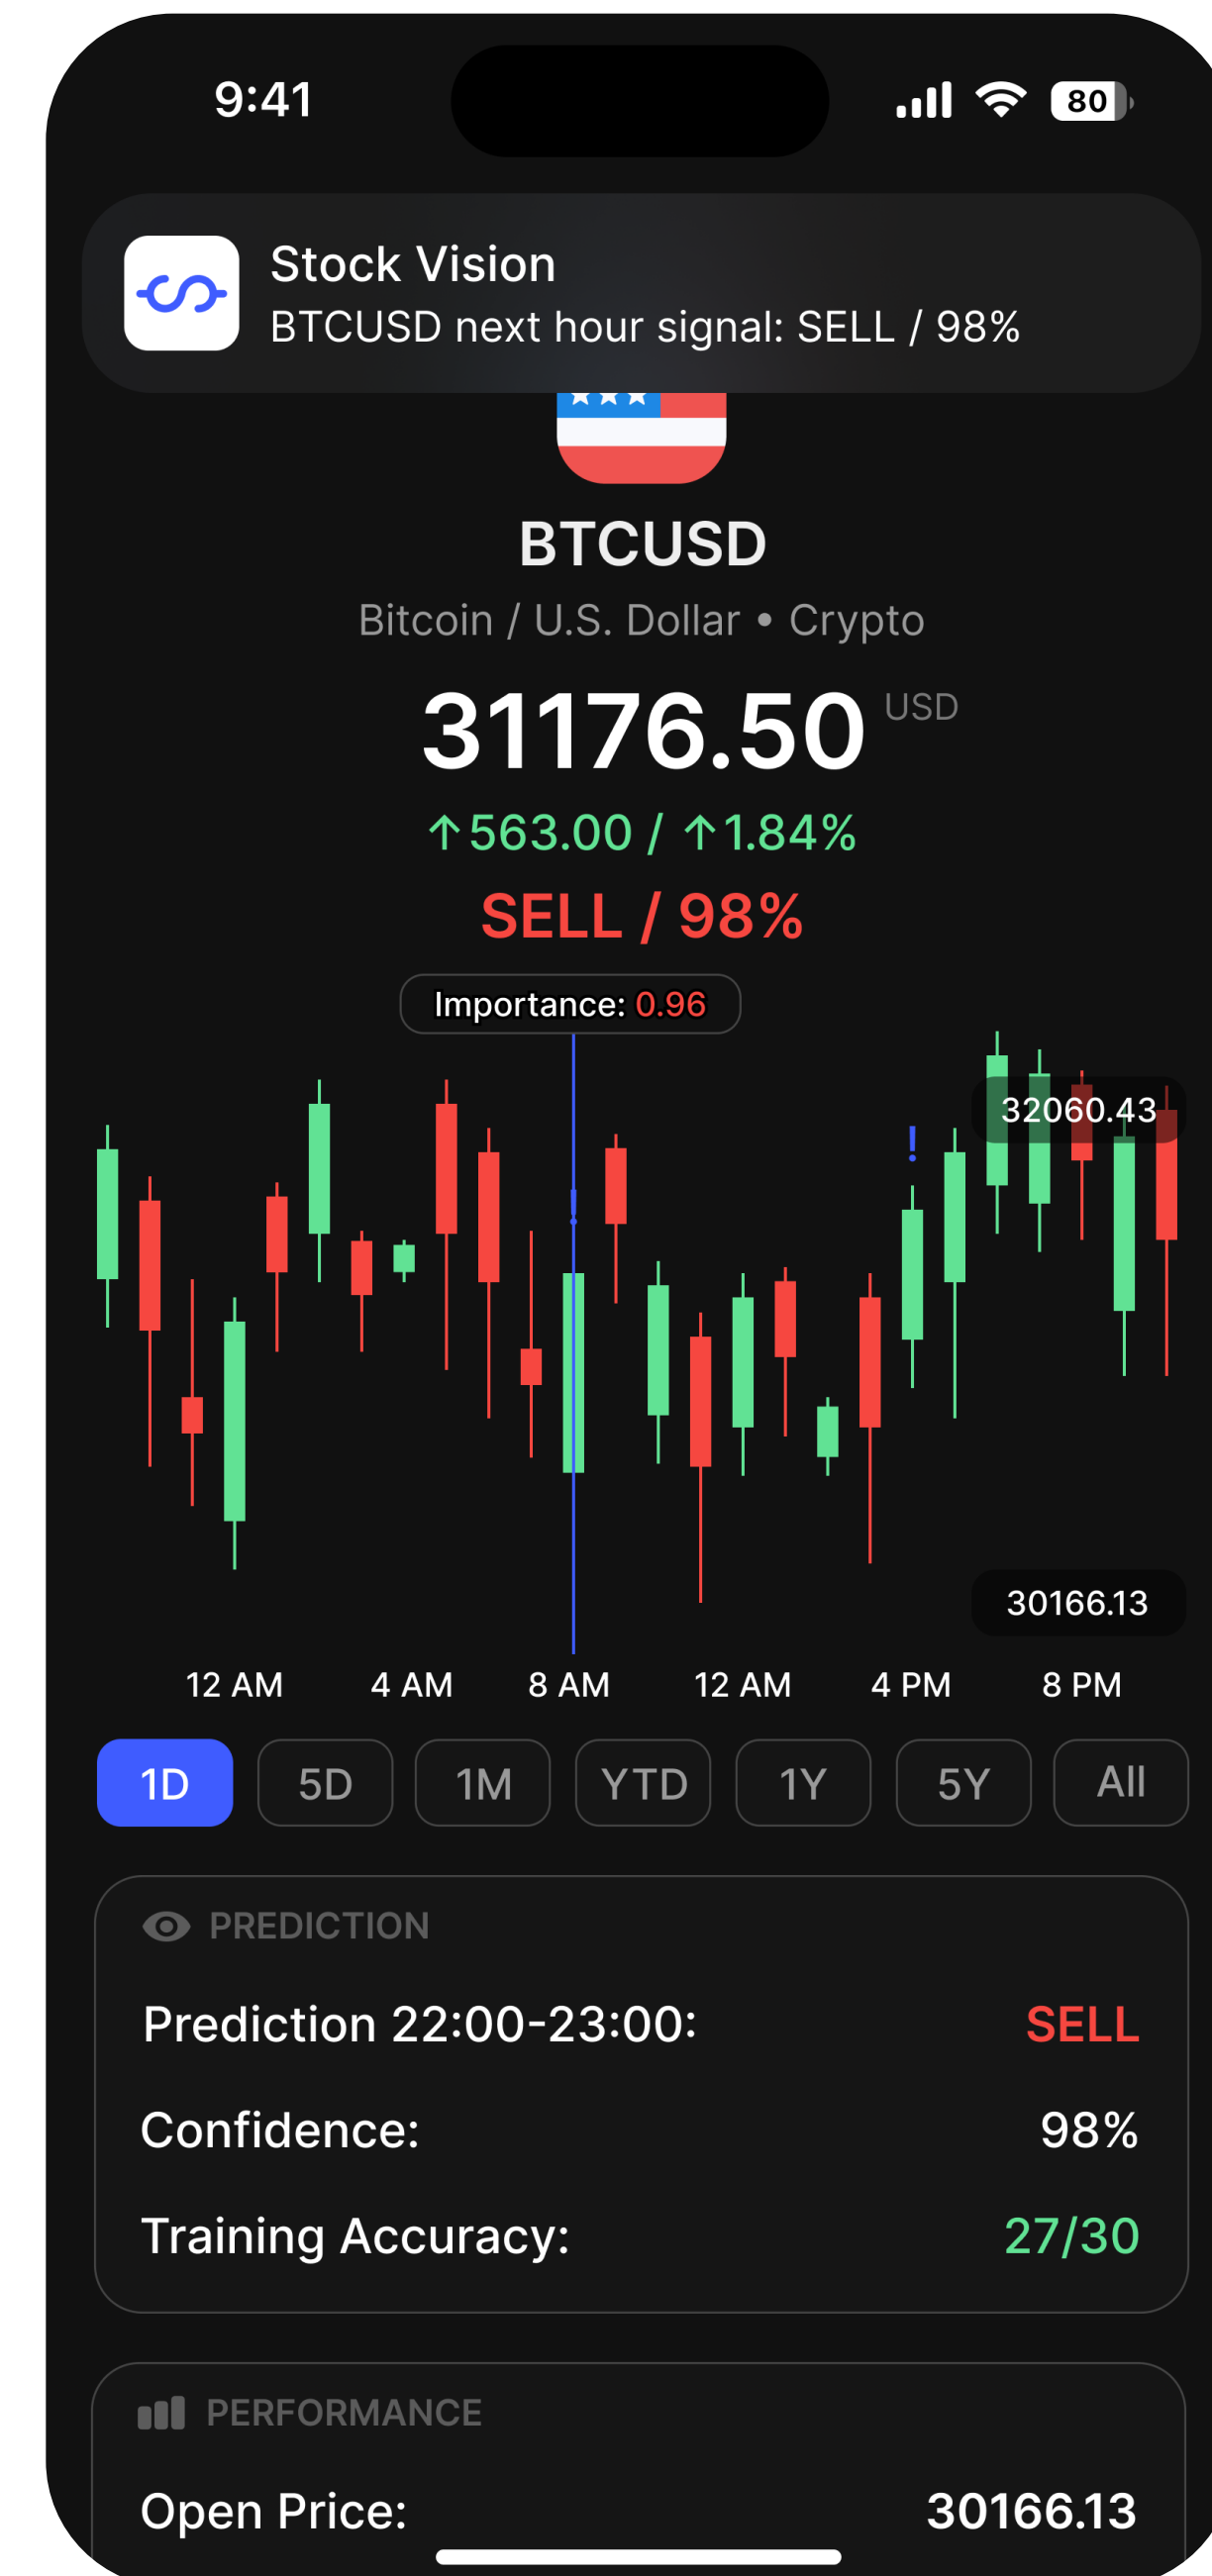 9:41
80
Stock Vision
BTCUSD next hour signal: SELL / 98%
BTCUSD
Bitcoin / U.S. Dollar • Crypto
31176.50 USD
↑563.00 / ↑1.84%
SELL / 98%
Importance: 0.96
!
!
32060.43
30166.13
12 AM 4 AM 8 AM 12 AM 4 PM 8 PM
1D 5D 1M YTD 1Y 5Y All
PREDICTION
Prediction 22:00-23:00: SELL
Confidence: 98%
Training Accuracy: 27/30
PERFORMANCE
Open Price: 30166.13